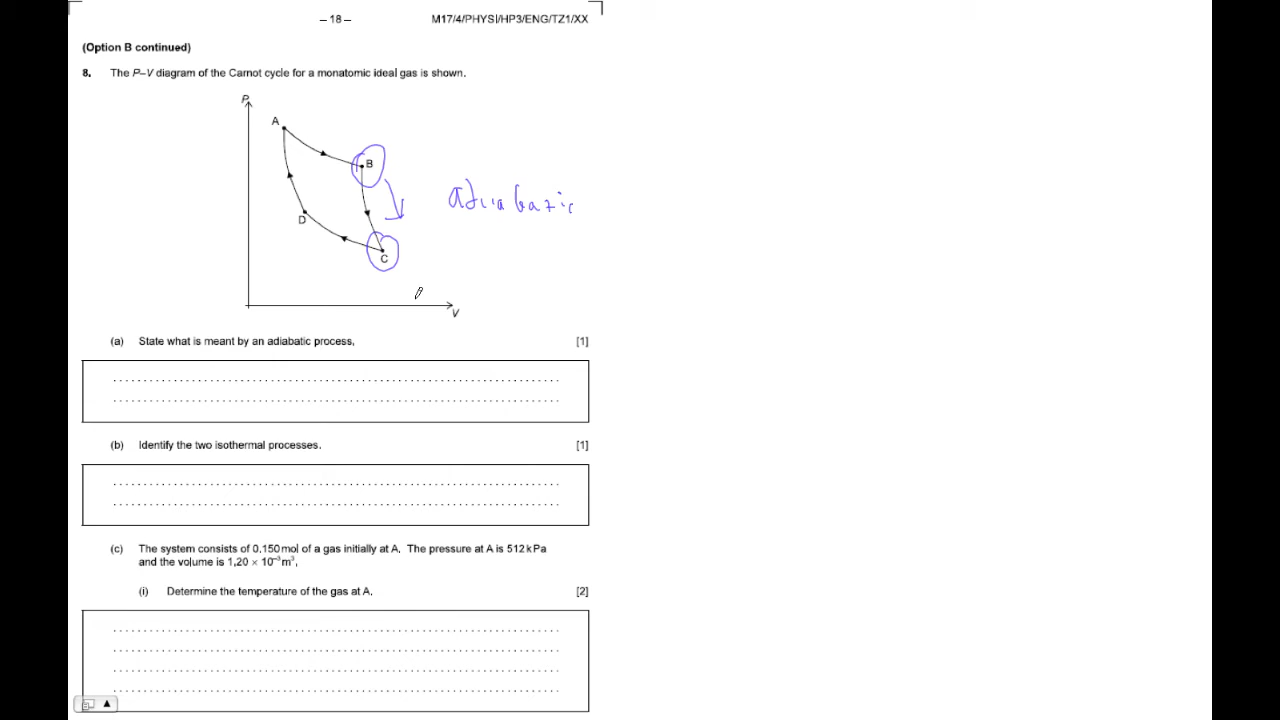 – 18 –
M17/4/PHYSI/HP3/ENG/TZ1/XX
(Option B continued)
8. The P–V diagram of the Carnot cycle for a monatomic ideal gas is shown.
P
A
B
adiabatic
D
C
V
(a) State what is meant by an adiabatic process. [1]
(b) Identify the two isothermal processes. [1]
(c) The system consists of 0.150 mol of a gas initially at A. The pressure at A is 512 kPa
and the volume is 1.20 × 10⁻³ m³.
(i) Determine the temperature of the gas at A. [2]